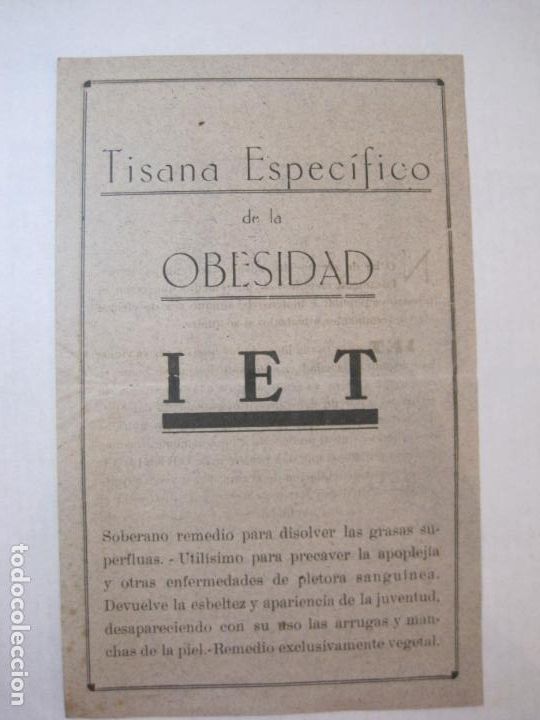 Tisana Específico
de la
OBESIDAD
IET
Soberano remedio para disolver las grasas su-
perfluas. - Utilísimo para precaver la apoplejía
y otras enfermedades de pletora sanguínea.
Devuelve la esbeltez y apariencia de la juventud,
desapareciendo con su uso las arrugas y man-
chas de la piel.-Remedio exclusivamente vegetal.
todocoleccion